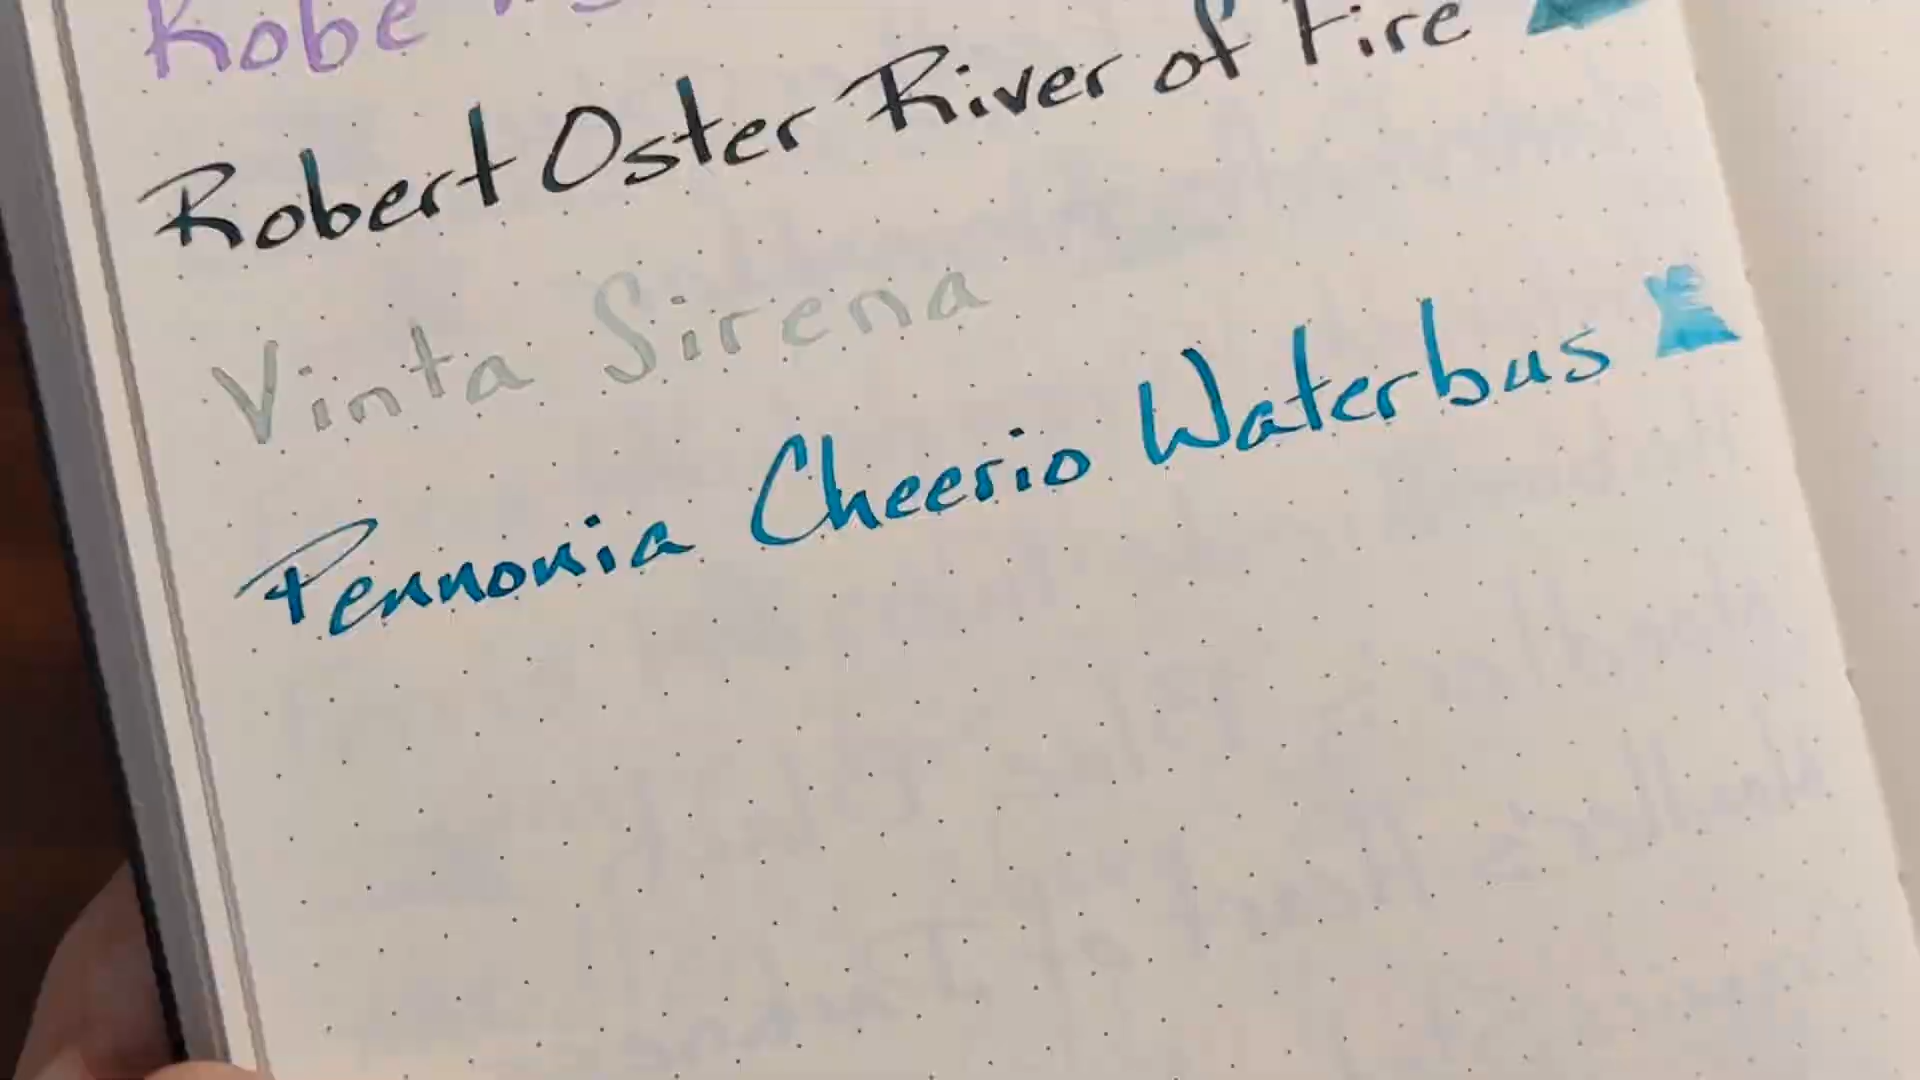 Robert Oster River of Fire
Vinta Sirena
Pennonia Cheerio Waterbus